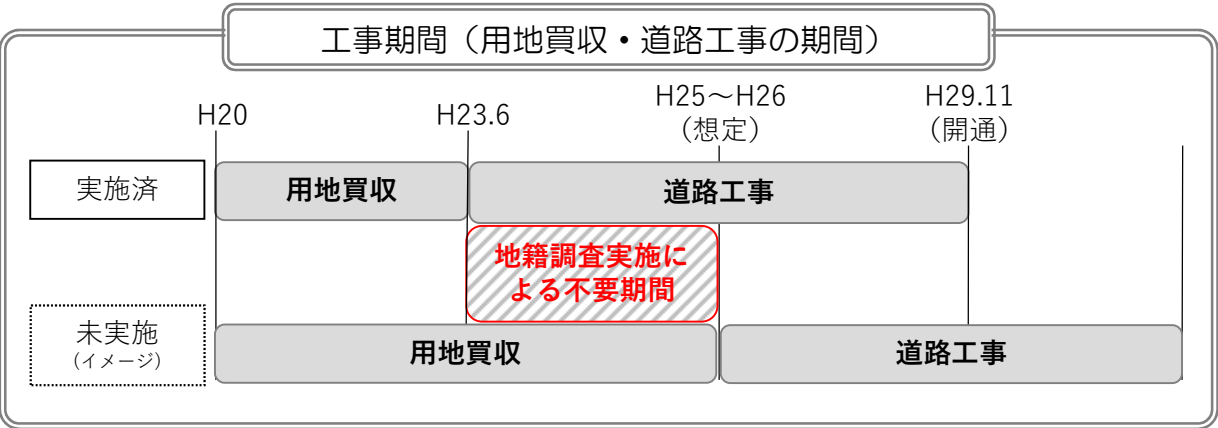 工事期間（用地買収・道路工事の期間）
H20
H23.6
H25～H26
（想定）
H29.11
（開通）
実施済
用地買収
道路工事
地籍調査実施に
よる不要期間
未実施
（イメージ）
用地買収
道路工事